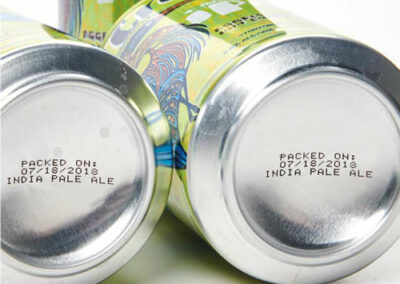 PACKED ON:
07/18/2018
INDIA PALE ALE
PACKED ON:
07/18/2018
INDIA PALE ALE